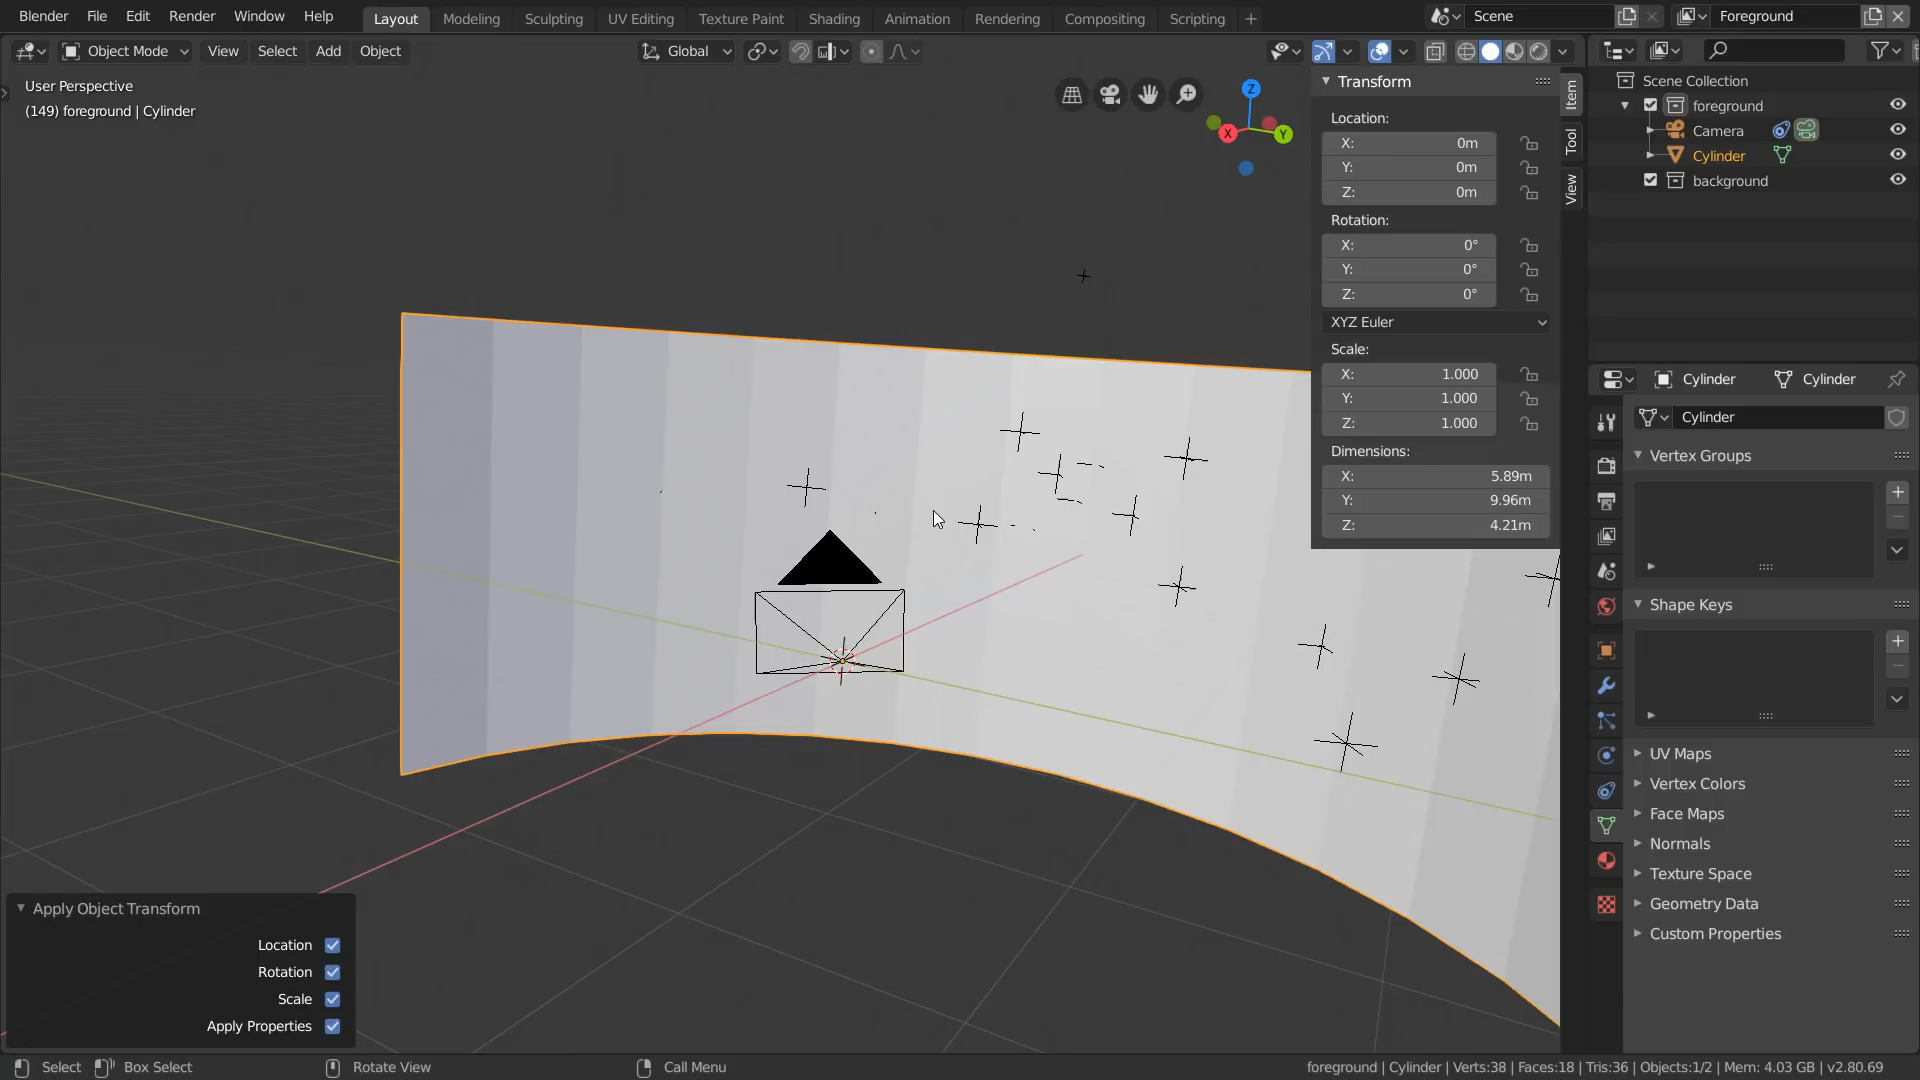 Blender File Edit Render Window Help Layout Modeling Sculpting UV Editing Texture Paint Shading Animation Rendering Compositing Scripting + Scene Foreground
Object Mode View Select Add Object Global
User Perspective
(149) foreground | Cylinder
Z
X
Y
Transform
Location:
X: 0m
Y: 0m
Z: 0m
Rotation:
X: 0°
Y: 0°
Z: 0°
XYZ Euler
Scale:
X: 1.000
Y: 1.000
Z: 1.000
Dimensions:
X: 5.89m
Y: 9.96m
Z: 4.21m
Item
Tool
View
Scene Collection
foreground
Camera
Cylinder
background
Cylinder Cylinder
Cylinder
Vertex Groups
Shape Keys
UV Maps
Vertex Colors
Face Maps
Normals
Texture Space
Geometry Data
Custom Properties
Apply Object Transform
Location
Rotation
Scale
Apply Properties
Select Box Select Rotate View Call Menu foreground | Cylinder | Verts:38 | Faces:18 | Tris:36 | Objects:1/2 | Mem: 4.03 GB | v2.80.69